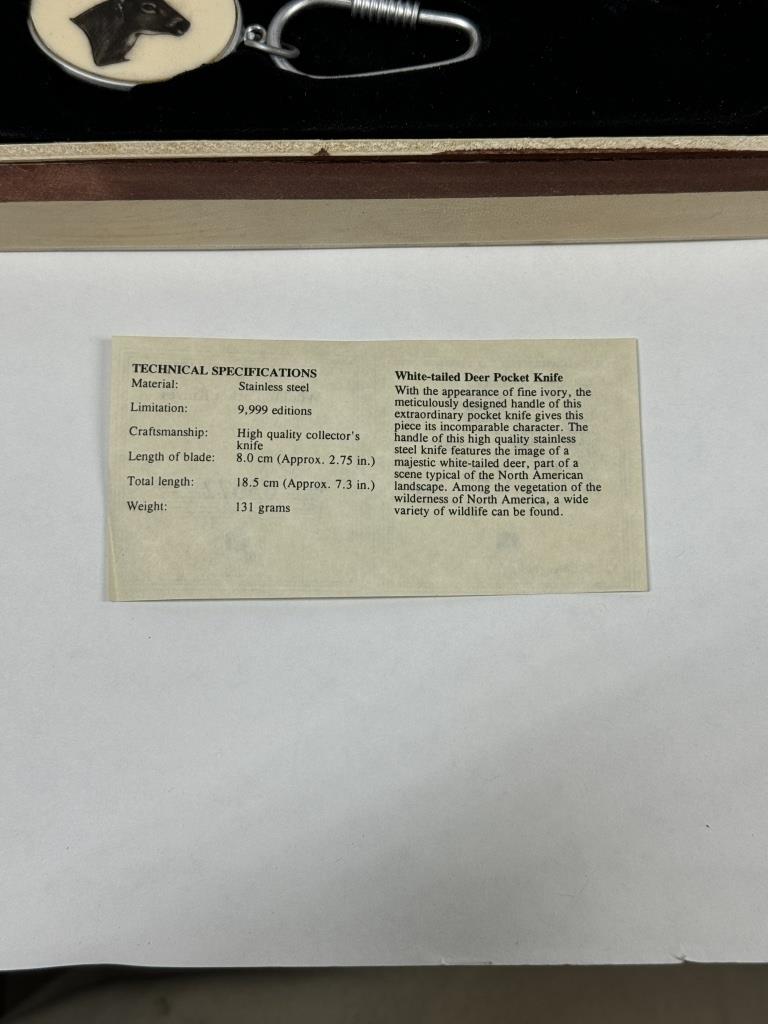 TECHNICAL SPECIFICATIONS
Material: Stainless steel
Limitation: 9,999 editions
Craftsmanship: High quality collector's
knife
Length of blade: 8.0 cm (Approx. 2.75 in.)
Total length: 18.5 cm (Approx. 7.3 in.)
Weight: 131 grams
White-tailed Deer Pocket Knife
With the appearance of fine ivory, the
meticulously designed handle of this
extraordinary pocket knife gives this
piece its incomparable character. The
handle of this high quality stainless
steel knife features the image of a
majestic white-tailed deer, part of a
scene typical of the North American
landscape. Among the vegetation of the
wilderness of North America, a wide
variety of wildlife can be found.